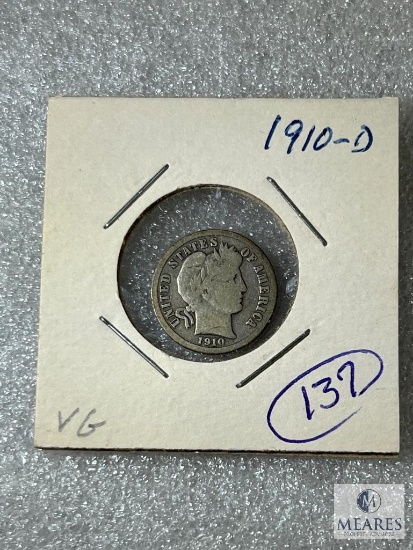 1910-D
UNITED STATES OF AMERICA
1910
137
VG
M
MEARES